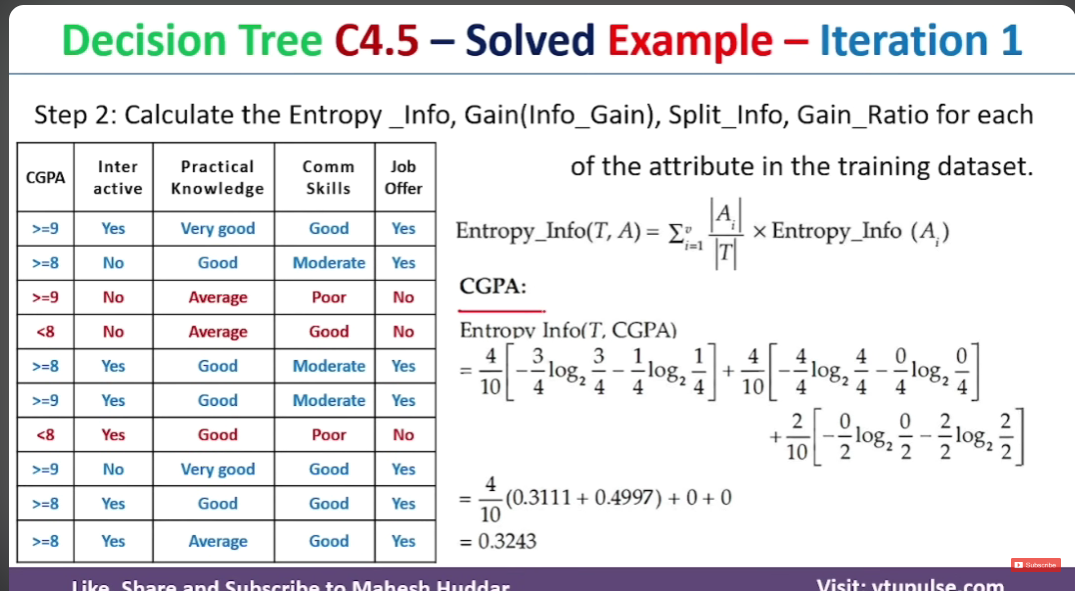 Decision Tree C4.5 – Solved Example – Iteration 1
Step 2: Calculate the Entropy _Info, Gain(Info_Gain), Split_Info, Gain_Ratio for each
of the attribute in the training dataset.
CGPA | Inter active | Practical Knowledge | Comm Skills | Job Offer
>=9 | Yes | Very good | Good | Yes
>=8 | No | Good | Moderate | Yes
>=9 | No | Average | Poor | No
<8 | No | Average | Good | No
>=8 | Yes | Good | Moderate | Yes
>=9 | Yes | Good | Moderate | Yes
<8 | Yes | Good | Poor | No
>=9 | No | Very good | Good | Yes
>=8 | Yes | Good | Good | Yes
>=8 | Yes | Average | Good | Yes
Entropy_Info(T, A) = Σ_{i=1}^{v} |A_i|/|T| × Entropy_Info (A_i)
CGPA:
Entropy Info(T, CGPA)
= 4/10 [ −3/4 log₂ 3/4 − 1/4 log₂ 1/4 ] + 4/10 [ −4/4 log₂ 4/4 − 0/4 log₂ 0/4 ]
+ 2/10 [ −0/2 log₂ 0/2 − 2/2 log₂ 2/2 ]
= 4/10 (0.3111 + 0.4997) + 0 + 0
= 0.3243
Subscribe
Like, Share and Subscribe to Mahesh Huddar
Visit: vtupulse.com